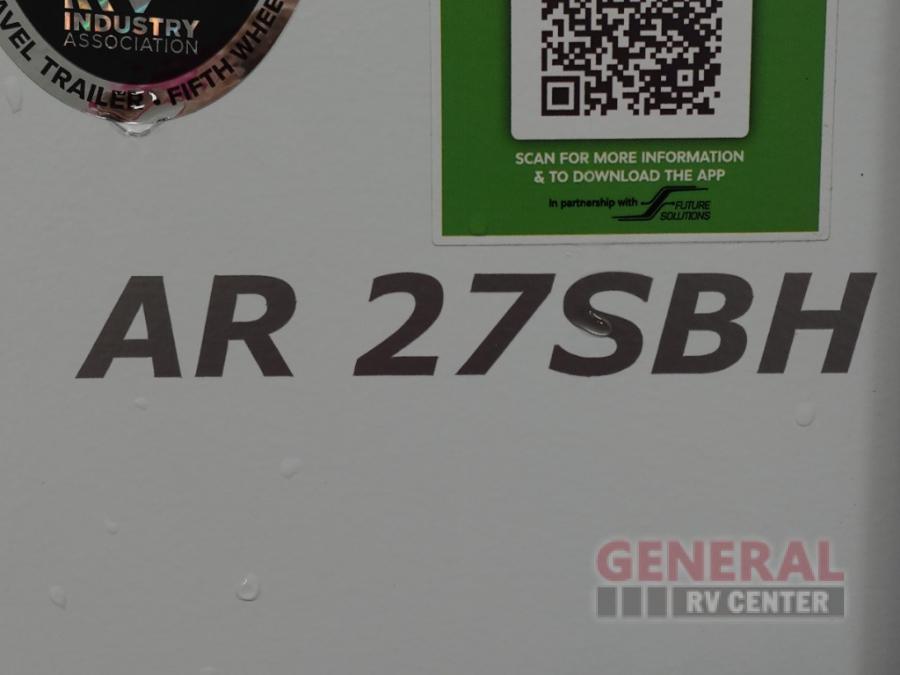 INDUSTRY
ASSOCIATION
TRAILER • FIFTH
SCAN FOR MORE INFORMATION
& TO DOWNLOAD THE APP
in partnership with FUTURE
SOLUTIONS
AR 27SBH
GENERAL
RV CENTER